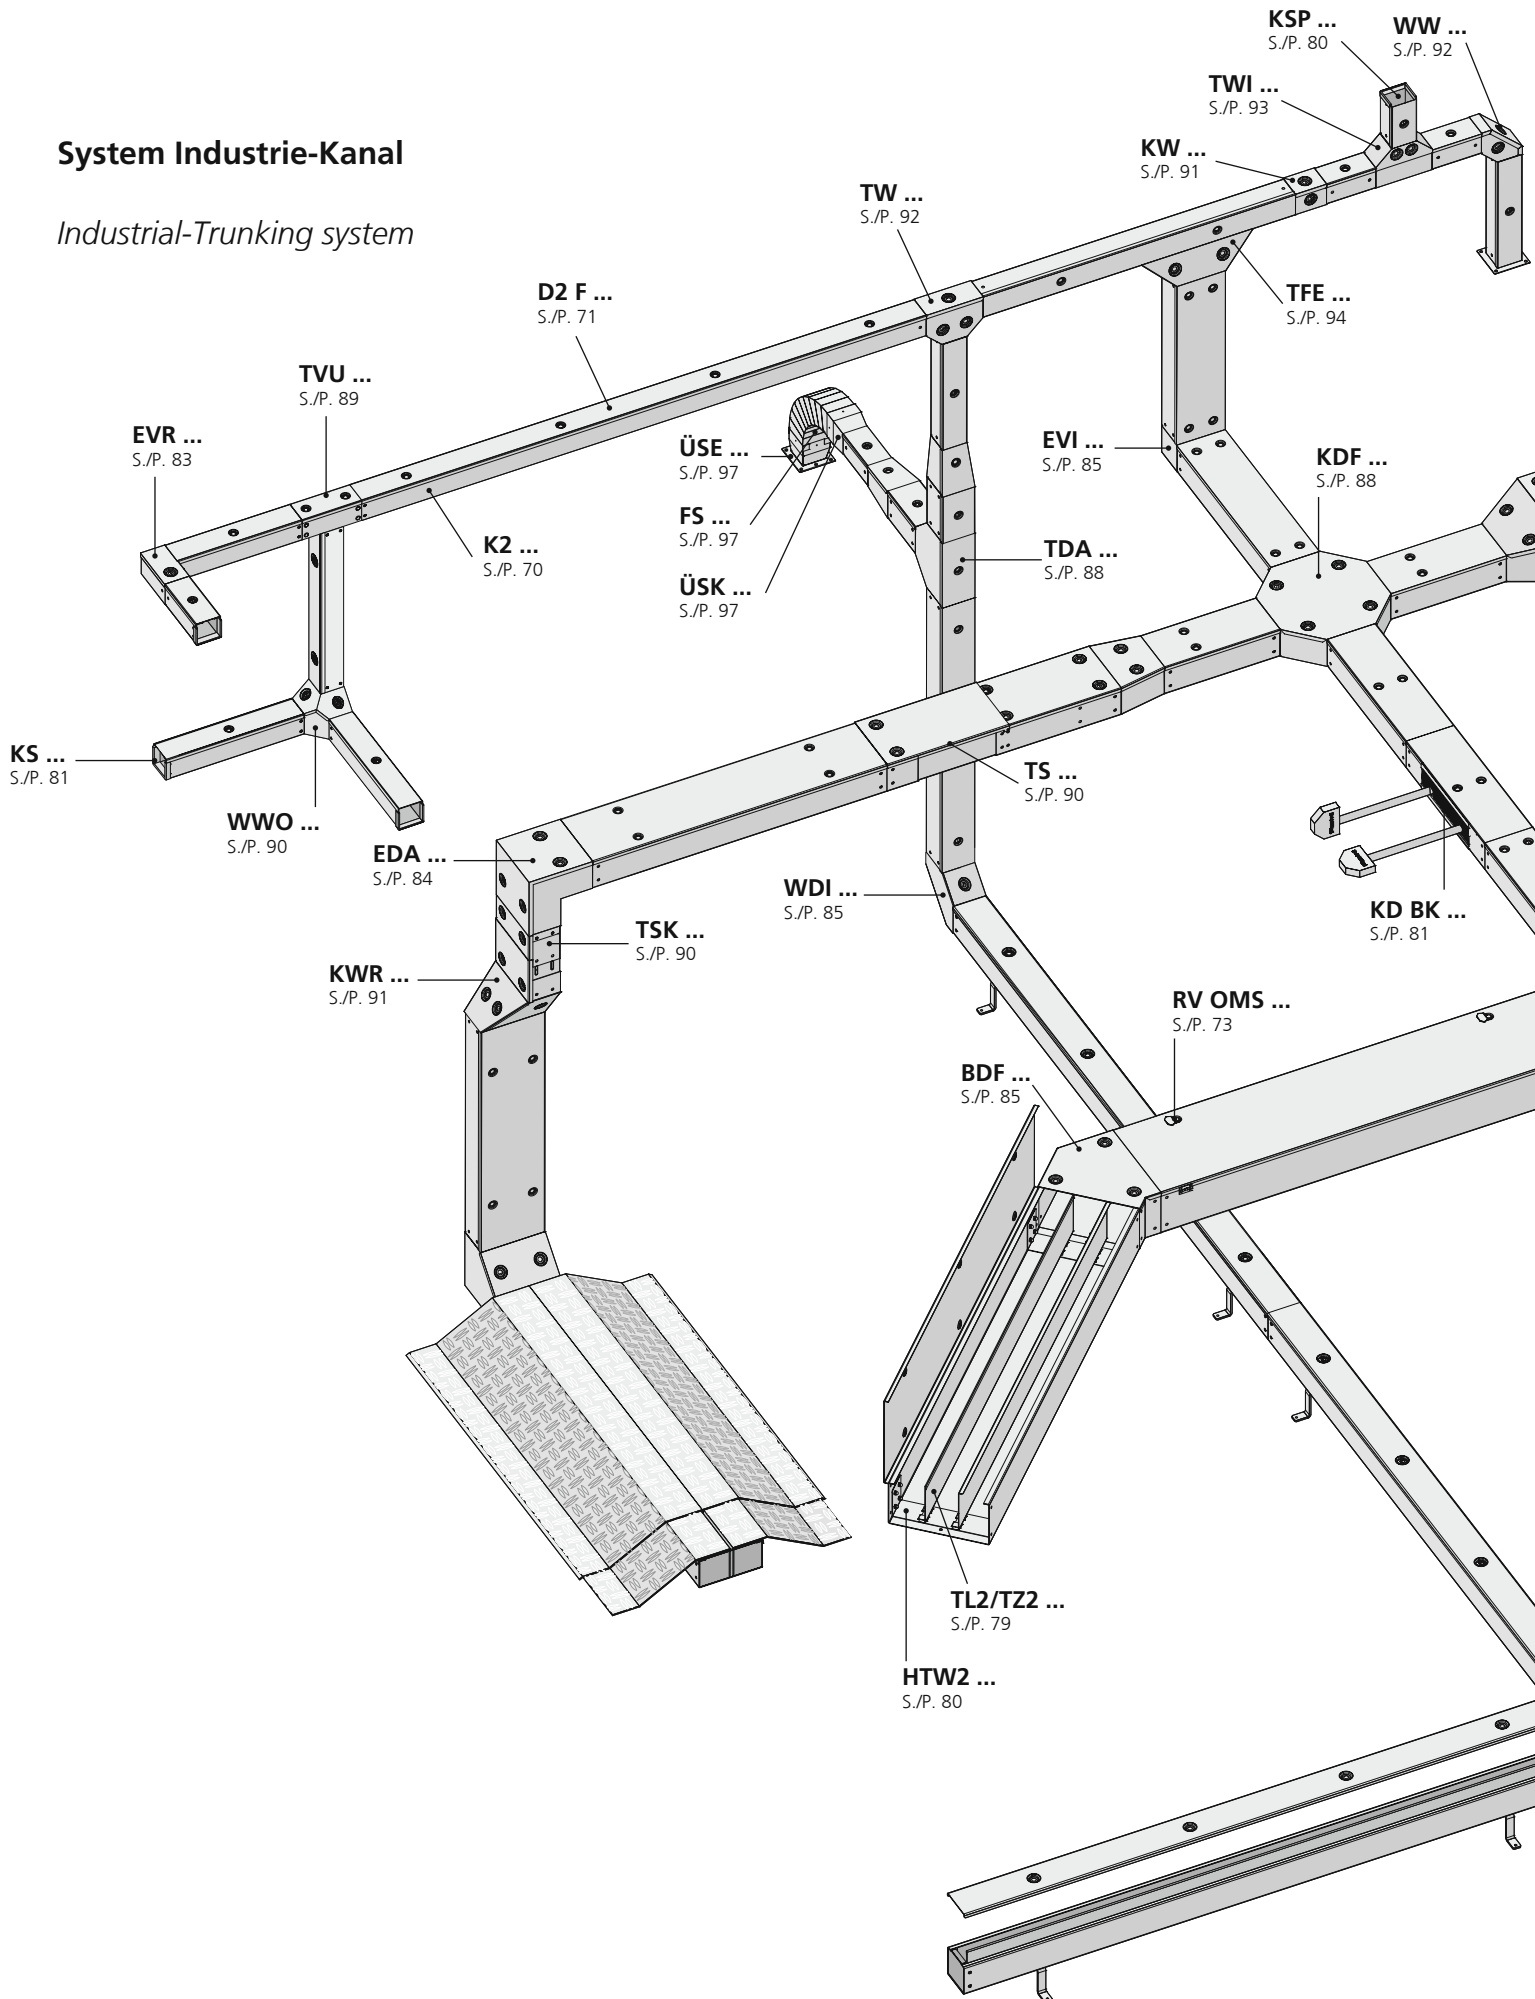 System Industrie-Kanal
Industrial-Trunking system
KSP ...
S./P. 80
WW ...
S./P. 92
TWI ...
S./P. 93
KW ...
S./P. 91
TW ...
S./P. 92
TFE ...
S./P. 94
D2 F ...
S./P. 71
TVU ...
S./P. 89
EVR ...
S./P. 83
ÜSE ...
S./P. 97
EVI ...
S./P. 85
KDF ...
S./P. 88
FS ...
S./P. 97
K2 ...
S./P. 70
TDA ...
S./P. 88
ÜSK ...
S./P. 97
KS ...
S./P. 81
TS ...
S./P. 90
WWO ...
S./P. 90
EDA ...
S./P. 84
WDI ...
S./P. 85
KD BK ...
S./P. 81
TSK ...
S./P. 90
KWR ...
S./P. 91
RV OMS ...
S./P. 73
BDF ...
S./P. 85
TL2/TZ2 ...
S./P. 79
HTW2 ...
S./P. 80